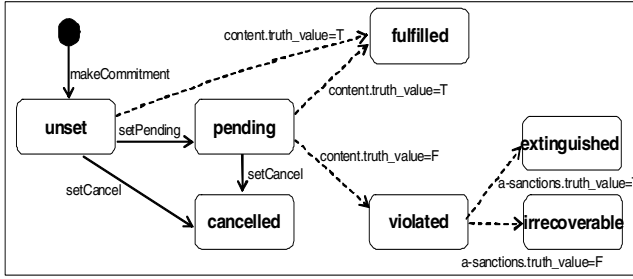 content.truth_value=T
fulfilled
makeCommitment
content.truth_value=T
unset
setPending
pending
content.truth_value=F
extinguished
setCancel
setCancel
a-sanctions.truth_value=T
cancelled
violated
irrecoverable
a-sanctions.truth_value=F